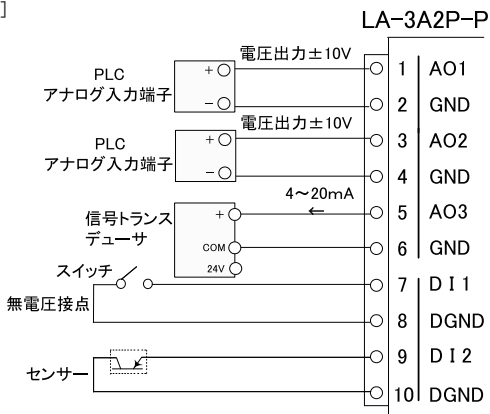 ]
LA-3A2P-P
電圧出力±10V
PLC
アナログ入力端子
+
−
1 AO1
2 GND
電圧出力±10V
PLC
アナログ入力端子
+
−
3 AO2
4 GND
4～20mA
←
信号トランス
デューサ
+
COM
24V
5 AO3
6 GND
スイッチ
無電圧接点
7 DI1
8 DGND
センサー
9 DI2
10 DGND